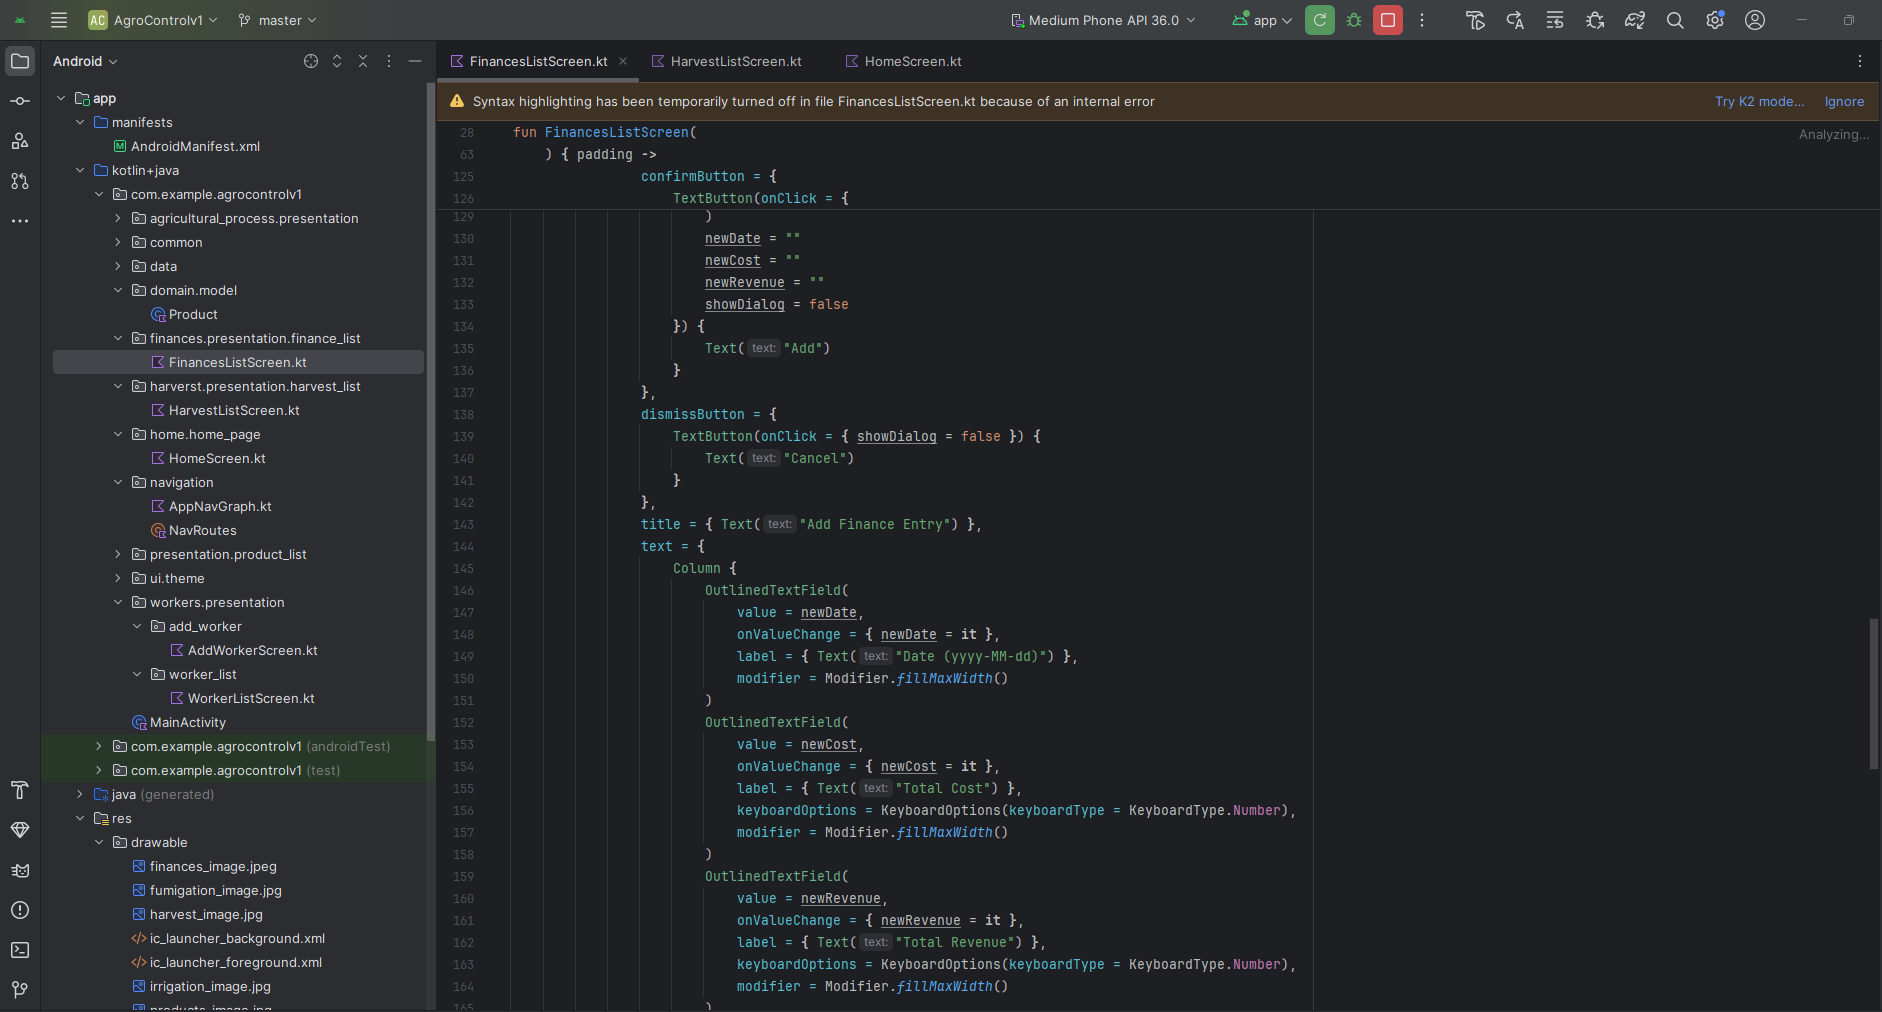 AC AgroControlv1 master Medium Phone API 36.0 app
Android
FinancesListScreen.kt HarvestListScreen.kt HomeScreen.kt
Syntax highlighting has been temporarily turned off in file FinancesListScreen.kt because of an internal error Try K2 mode... Ignore
Analyzing...
app
manifests
AndroidManifest.xml
kotlin+java
com.example.agrocontrolv1
agricultural_process.presentation
common
data
domain.model
Product
finances.presentation.finance_list
FinancesListScreen.kt
harverst.presentation.harvest_list
HarvestListScreen.kt
home.home_page
HomeScreen.kt
navigation
AppNavGraph.kt
NavRoutes
presentation.product_list
ui.theme
workers.presentation
add_worker
AddWorkerScreen.kt
worker_list
WorkerListScreen.kt
MainActivity
com.example.agrocontrolv1 (androidTest)
com.example.agrocontrolv1 (test)
java (generated)
res
drawable
finances_image.jpeg
fumigation_image.jpg
harvest_image.jpg
ic_launcher_background.xml
ic_launcher_foreground.xml
irrigation_image.jpg
products_image.jpg
28 fun FinancesListScreen(
63 ) { padding ->
125 confirmButton = {
126 TextButton(onClick = {
129 )
130 newDate = ""
131 newCost = ""
132 newRevenue = ""
133 showDialog = false
134 }) {
135 Text( text: "Add")
136 }
137 },
138 dismissButton = {
139 TextButton(onClick = { showDialog = false }) {
140 Text( text: "Cancel")
141 }
142 },
143 title = { Text( text: "Add Finance Entry") },
144 text = {
145 Column {
146 OutlinedTextField(
147 value = newDate,
148 onValueChange = { newDate = it },
149 label = { Text( text: "Date (yyyy-MM-dd)") },
150 modifier = Modifier.fillMaxWidth()
151 )
152 OutlinedTextField(
153 value = newCost,
154 onValueChange = { newCost = it },
155 label = { Text( text: "Total Cost") },
156 keyboardOptions = KeyboardOptions(keyboardType = KeyboardType.Number),
157 modifier = Modifier.fillMaxWidth()
158 )
159 OutlinedTextField(
160 value = newRevenue,
161 onValueChange = { newRevenue = it },
162 label = { Text( text: "Total Revenue") },
163 keyboardOptions = KeyboardOptions(keyboardType = KeyboardType.Number),
164 modifier = Modifier.fillMaxWidth()
165 )